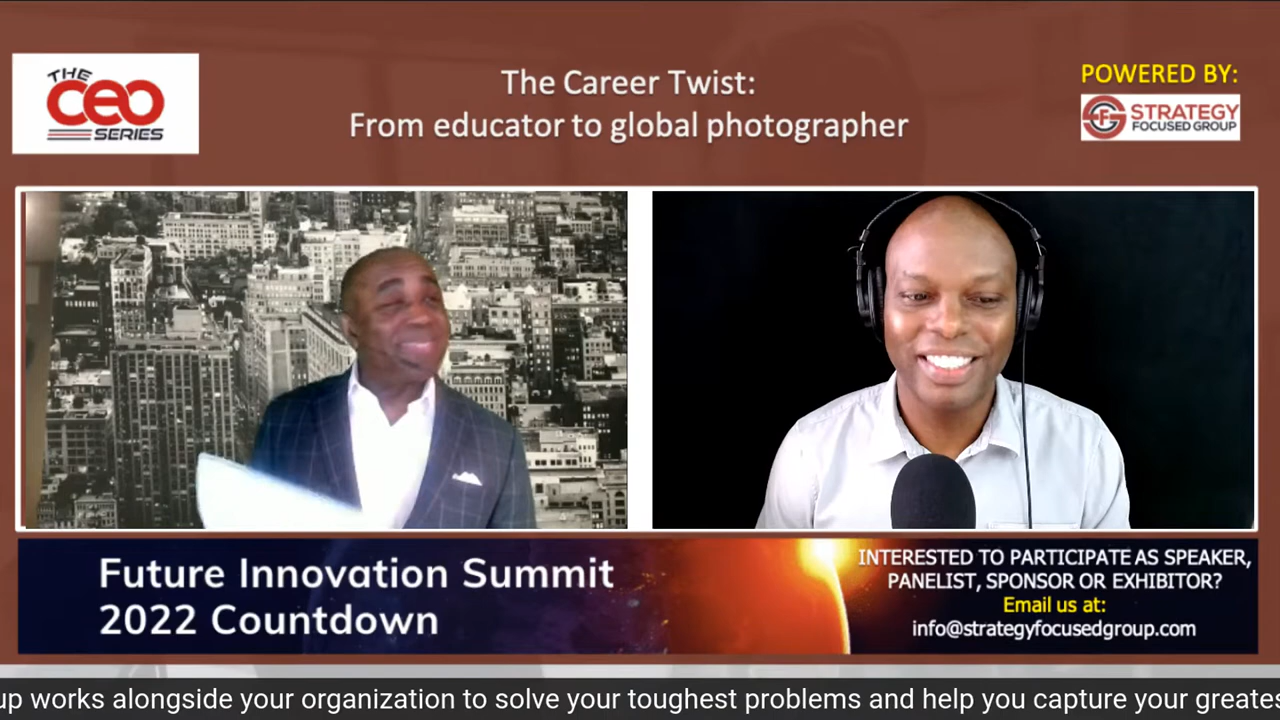 THE
CEO
SERIES
The Career Twist:
From educator to global photographer
POWERED BY:
STRATEGY
FOCUSED GROUP
Future Innovation Summit
2022 Countdown
INTERESTED TO PARTICIPATE AS SPEAKER,
PANELIST, SPONSOR OR EXHIBITOR?
Email us at:
info@strategyfocusedgroup.com
up works alongside your organization to solve your toughest problems and help you capture your greates